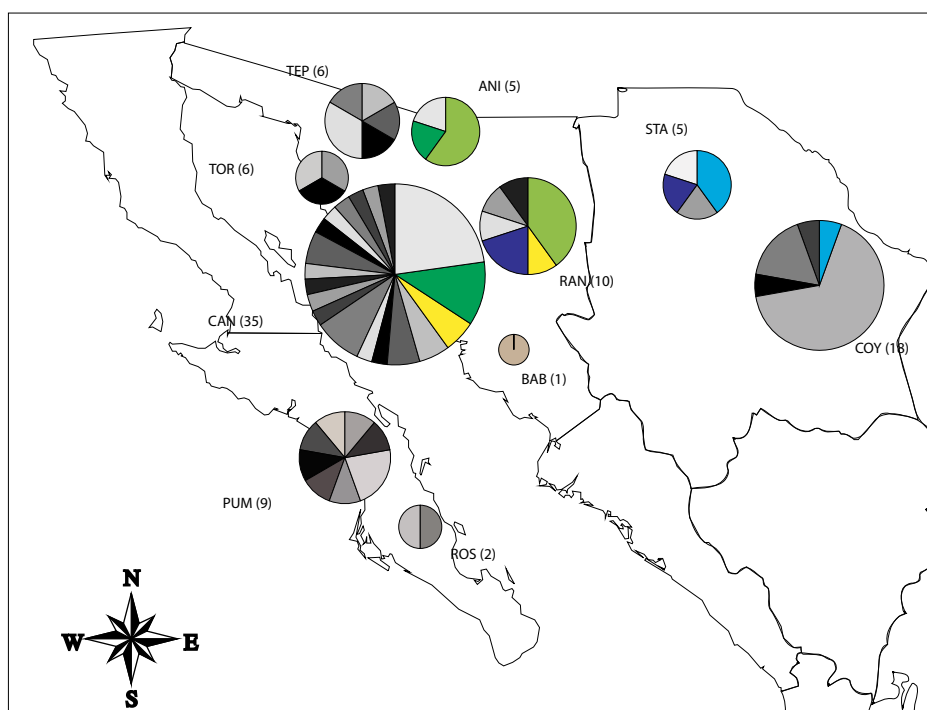 TEP (6)
ANI (5)
STA (5)
TOR (6)
RAN (10)
CAN (35)
COY (18)
BAB (1)
PUM (9)
ROS (2)
N
W E
S